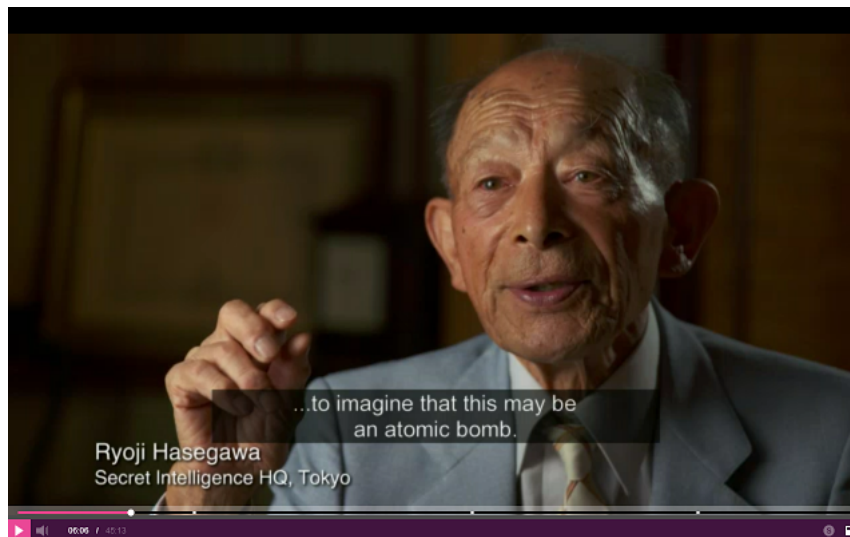 ...to imagine that this may be
an atomic bomb.
Ryoji Hasegawa
Secret Intelligence HQ, Tokyo
06:06 / 45:13